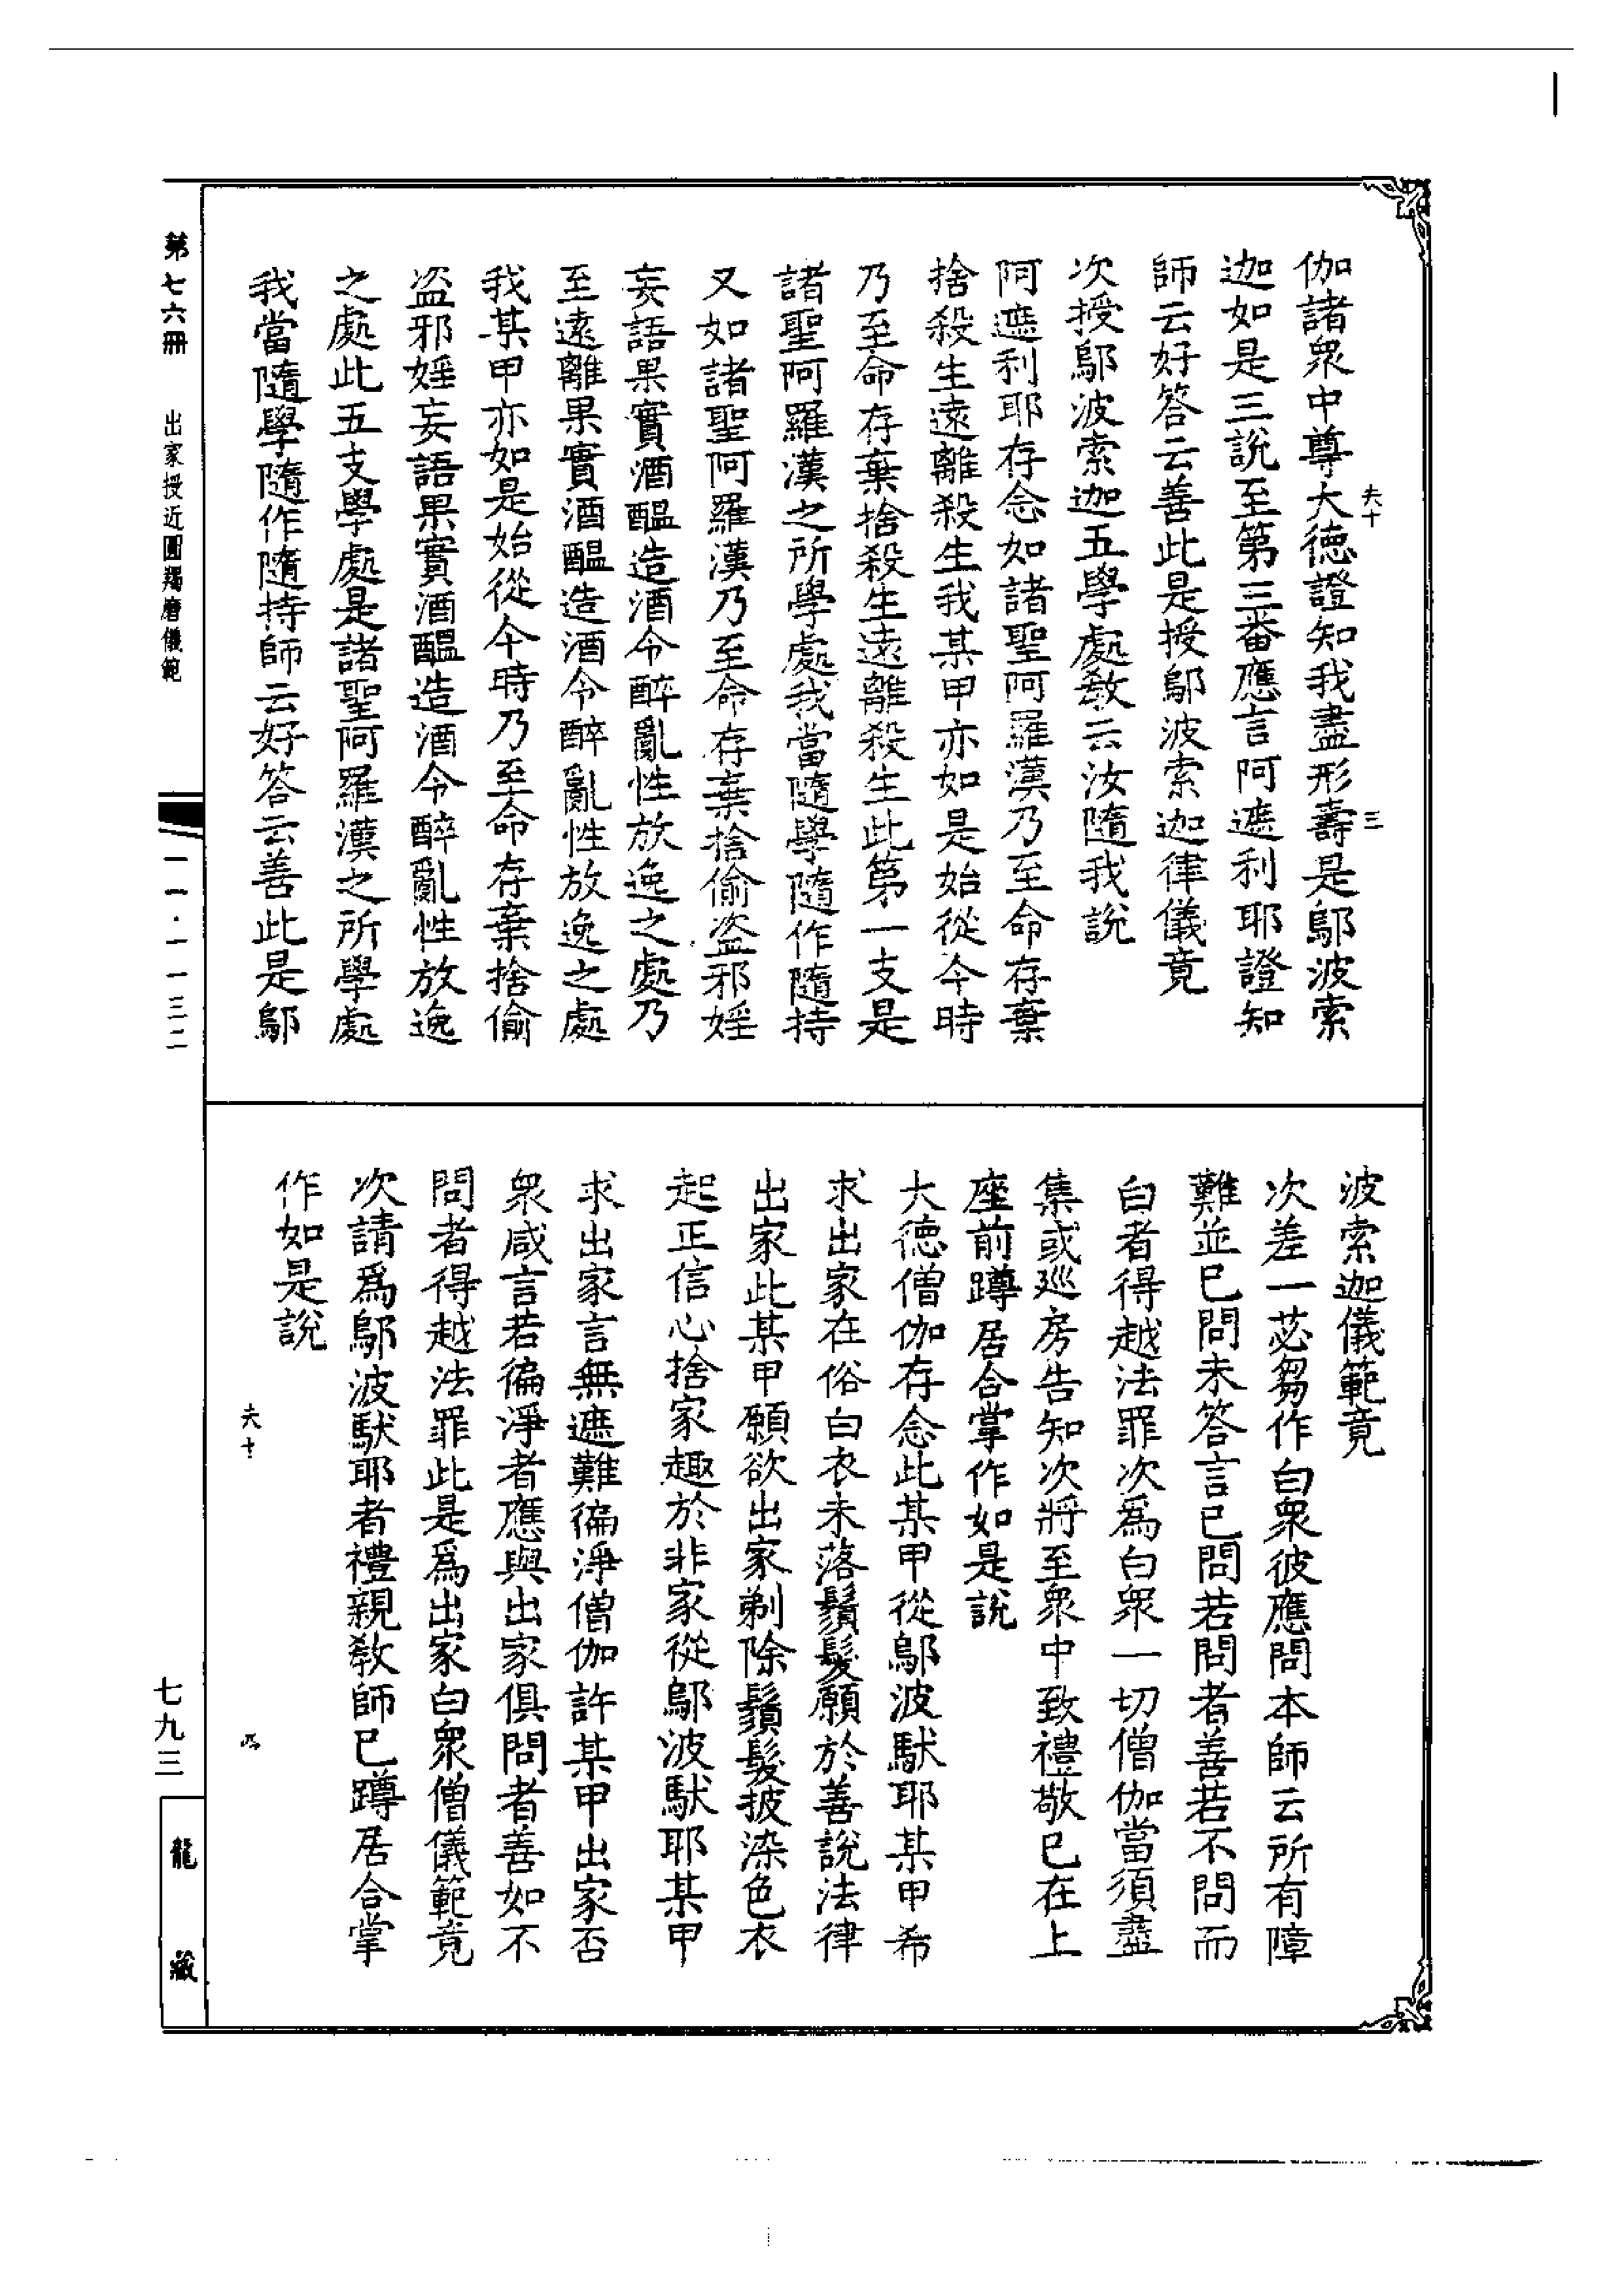 伽諸衆中尊大德證知我盡形壽是鄔波索
迦如是三說至第三番應言阿遮利耶證知
師云好答云善此是授鄔波索迦律儀竟
次授鄔波索迦五學處教云汝隨我說
阿遮利耶存念如諸聖阿羅漢乃至命存棄
捨殺生遠離殺生我某甲亦如是始從今時
乃至命存棄捨殺生遠離殺生此第一支是
諸聖阿羅漢之所學處我當隨學隨作隨持
又如諸聖阿羅漢乃至命存棄捨偷盜邪婬
妄語果實酒醖造酒令醉亂性放逸之處乃
至遠離果實酒醖造酒令醉亂性放逸之處
我某甲亦如是始從今時乃至命存棄捨偷
盜邪婬妄語果實酒醖造酒令醉亂性放逸
之處此五支學處是諸聖阿羅漢之所學處
我當隨學隨作隨持師云好答云善此是鄔
夫十
三
波索迦儀範竟
次差一苾芻作白衆彼應問本師云所有障
難並已問未答言已問若問者善若不問而
白者得越法罪次爲白衆一切僧伽當須盡
集或巡房告知次將至衆中致禮敬已在上
座前蹲居合掌作如是說
大德僧伽存念此某甲從鄔波馱耶某甲希
求出家在俗白衣未落鬚髮願於善說法律
出家此某甲願欲出家剃除鬚髮披染色衣
起正信心捨家趣於非家從鄔波馱耶某甲
求出家言無遮難徧淨僧伽許某甲出家否
衆咸言若徧淨者應與出家俱問者善如不
問者得越法罪此是爲出家白衆僧儀範竟
次請爲鄔波馱耶者禮親教師已蹲居合掌
作如是說
夫十
四
第七六冊 出家授近圓羯磨儀範
一一·一一三二
七九三
龍藏